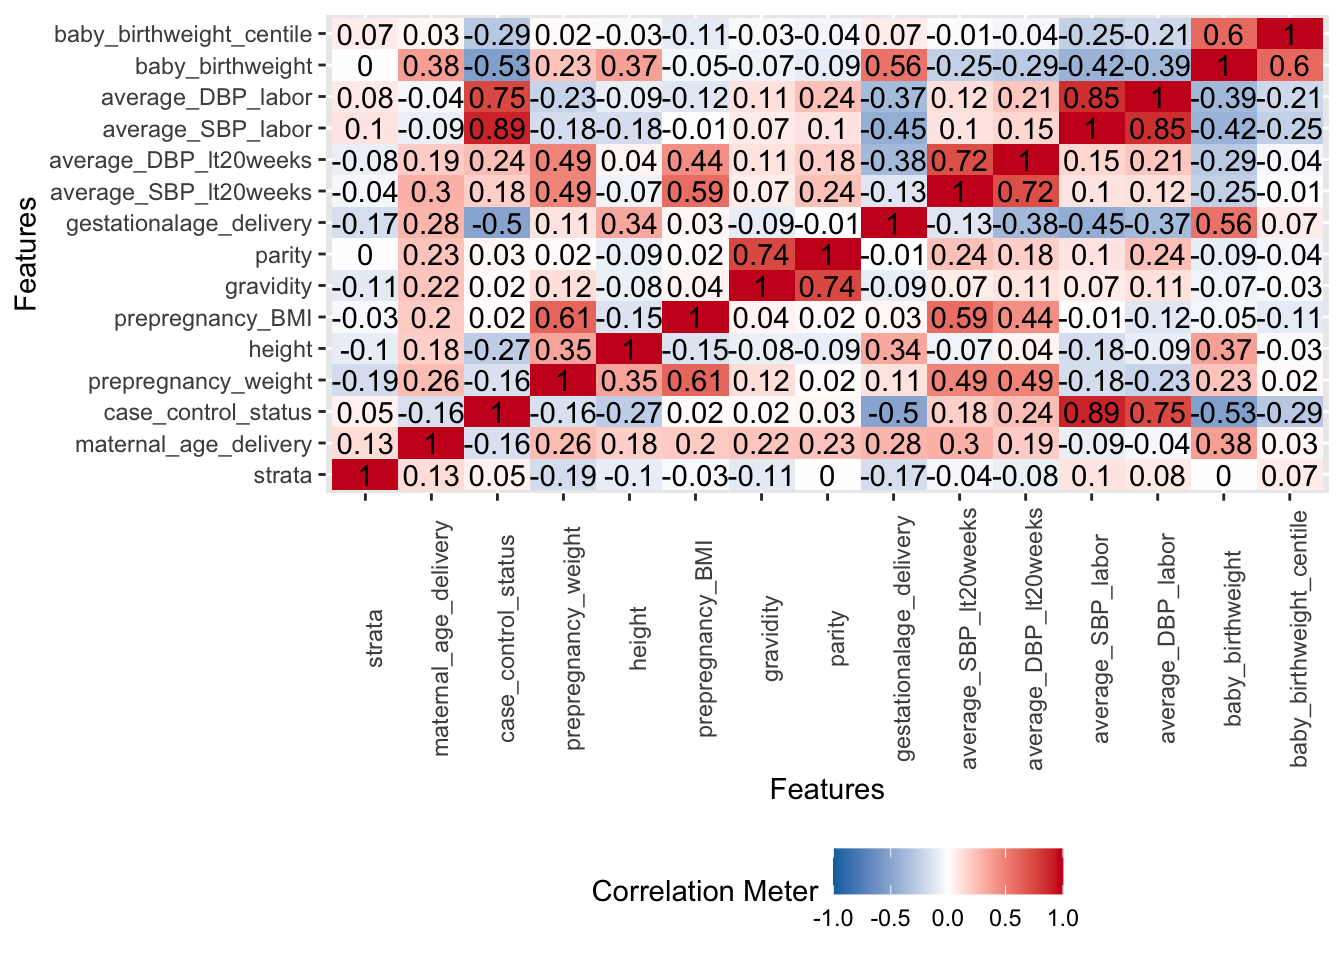 Features
baby_birthweight_centile 0.07 0.03 -0.29 0.02 -0.03 -0.11 -0.03 -0.04 0.07 -0.01 -0.04 -0.25 -0.21 0.6 1
baby_birthweight 0 0.38 -0.53 0.23 0.37 -0.05 -0.07 -0.09 0.56 -0.25 -0.29 -0.42 -0.39 1 0.6
average_DBP_labor 0.08 -0.04 0.75 -0.23 -0.09 -0.12 0.11 0.24 -0.37 0.12 0.21 0.85 1 -0.39 -0.21
average_SBP_labor 0.1 -0.09 0.89 -0.18 -0.18 -0.01 0.07 0.1 -0.45 0.1 0.15 1 0.85 -0.42 -0.25
average_DBP_lt20weeks -0.08 0.19 0.24 0.49 0.04 0.44 0.11 0.18 -0.38 0.72 1 0.15 0.21 -0.29 -0.04
average_SBP_lt20weeks -0.04 0.3 0.18 0.49 -0.07 0.59 0.07 0.24 -0.13 1 0.72 0.1 0.12 -0.25 -0.01
gestationalage_delivery -0.17 0.28 -0.5 0.11 0.34 0.03 -0.09 -0.01 1 -0.13 -0.38 -0.45 -0.37 0.56 0.07
parity 0 0.23 0.03 0.02 -0.09 0.02 0.74 1 -0.01 0.24 0.18 0.1 0.24 -0.09 -0.04
gravidity -0.11 0.22 0.02 0.12 -0.08 0.04 1 0.74 -0.09 0.07 0.11 0.07 0.11 -0.07 -0.03
prepregnancy_BMI -0.03 0.2 0.02 0.61 -0.15 1 0.04 0.02 0.03 0.59 0.44 -0.01 -0.12 -0.05 -0.11
height -0.1 0.18 -0.27 0.35 1 -0.15 -0.08 -0.09 0.34 -0.07 0.04 -0.18 -0.09 0.37 -0.03
prepregnancy_weight -0.19 0.26 -0.16 1 0.35 0.61 0.12 0.02 0.11 0.49 0.49 -0.18 -0.23 0.23 0.02
case_control_status 0.05 -0.16 1 -0.16 -0.27 0.02 0.02 0.03 -0.5 0.18 0.24 0.89 0.75 -0.53 -0.29
maternal_age_delivery 0.13 1 -0.16 0.26 0.18 0.2 0.22 0.23 0.28 0.3 0.19 -0.09 -0.04 0.38 0.03
strata 1 0.13 0.05 -0.19 -0.1 -0.03 -0.11 0 -0.17 -0.04 -0.08 0.1 0.08 0 0.07
strata
maternal_age_delivery
case_control_status
prepregnancy_weight
height
prepregnancy_BMI
gravidity
parity
gestationalage_delivery
average_SBP_lt20weeks
average_DBP_lt20weeks
average_SBP_labor
average_DBP_labor
baby_birthweight
baby_birthweight_centile
Features
Correlation Meter
-1.0 -0.5 0.0 0.5 1.0